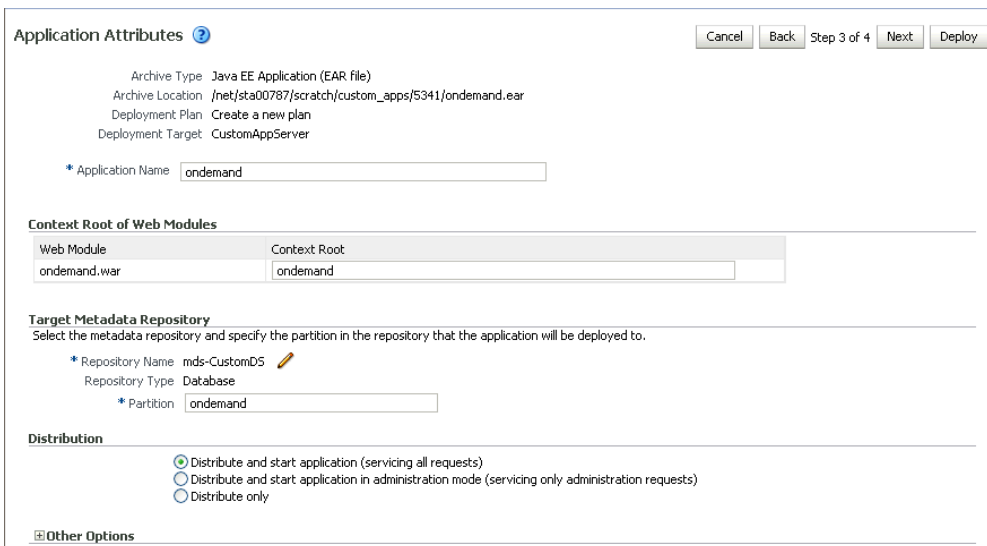 Application Attributes ?
Cancel Back Step 3 of 4 Next Deploy
Archive Type Java EE Application (EAR file)
Archive Location /net/sta00787/scratch/custom_apps/5341/ondemand.ear
Deployment Plan Create a new plan
Deployment Target CustomAppServer
* Application Name ondemand
Context Root of Web Modules
Web Module Context Root
ondemand.war ondemand
Target Metadata Repository
Select the metadata repository and specify the partition in the repository that the application will be deployed to.
* Repository Name mds-CustomDS
Repository Type Database
* Partition ondemand
Distribution
Distribute and start application (servicing all requests)
Distribute and start application in administration mode (servicing only administration requests)
Distribute only
Other Options